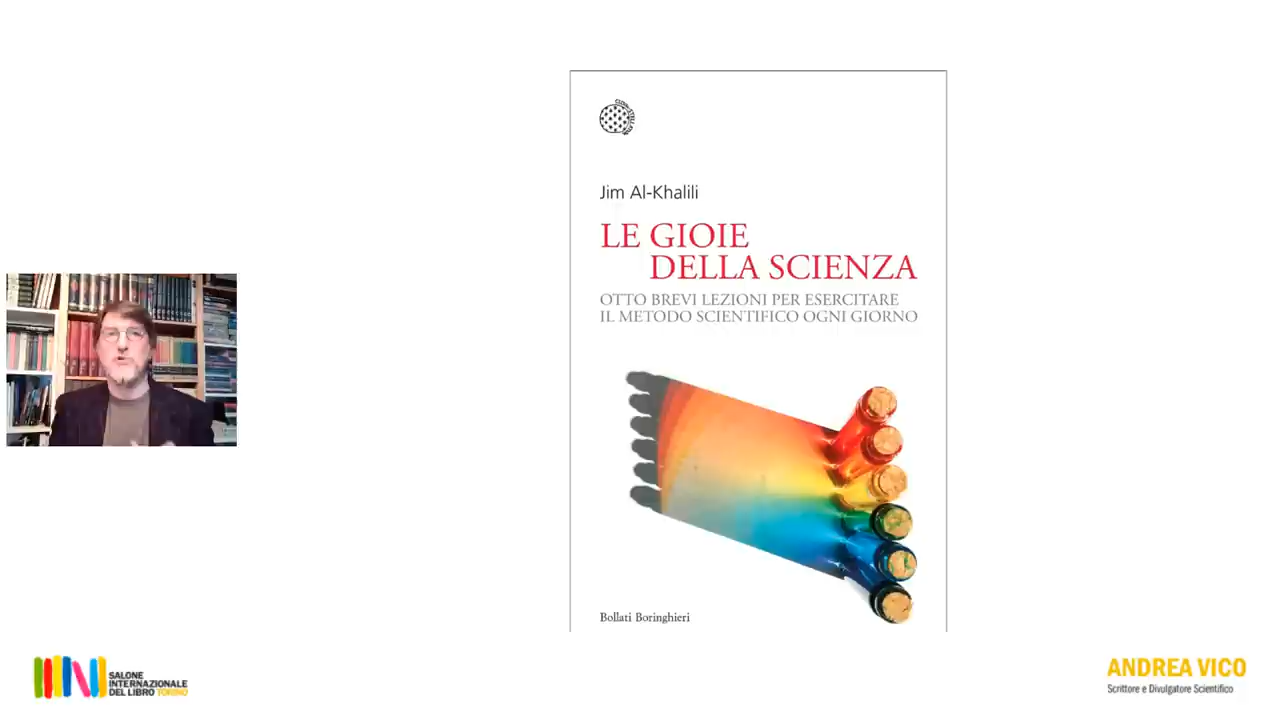 Jim Al-Khalili
LE GIOIE
DELLA SCIENZA
OTTO BREVI LEZIONI PER ESERCITARE
IL METODO SCIENTIFICO OGNI GIORNO
Bollati Boringhieri
SALONE
INTERNAZIONALE
DEL LIBRO TORINO
ANDREA VICO
Scrittore e Divulgatore Scientifico